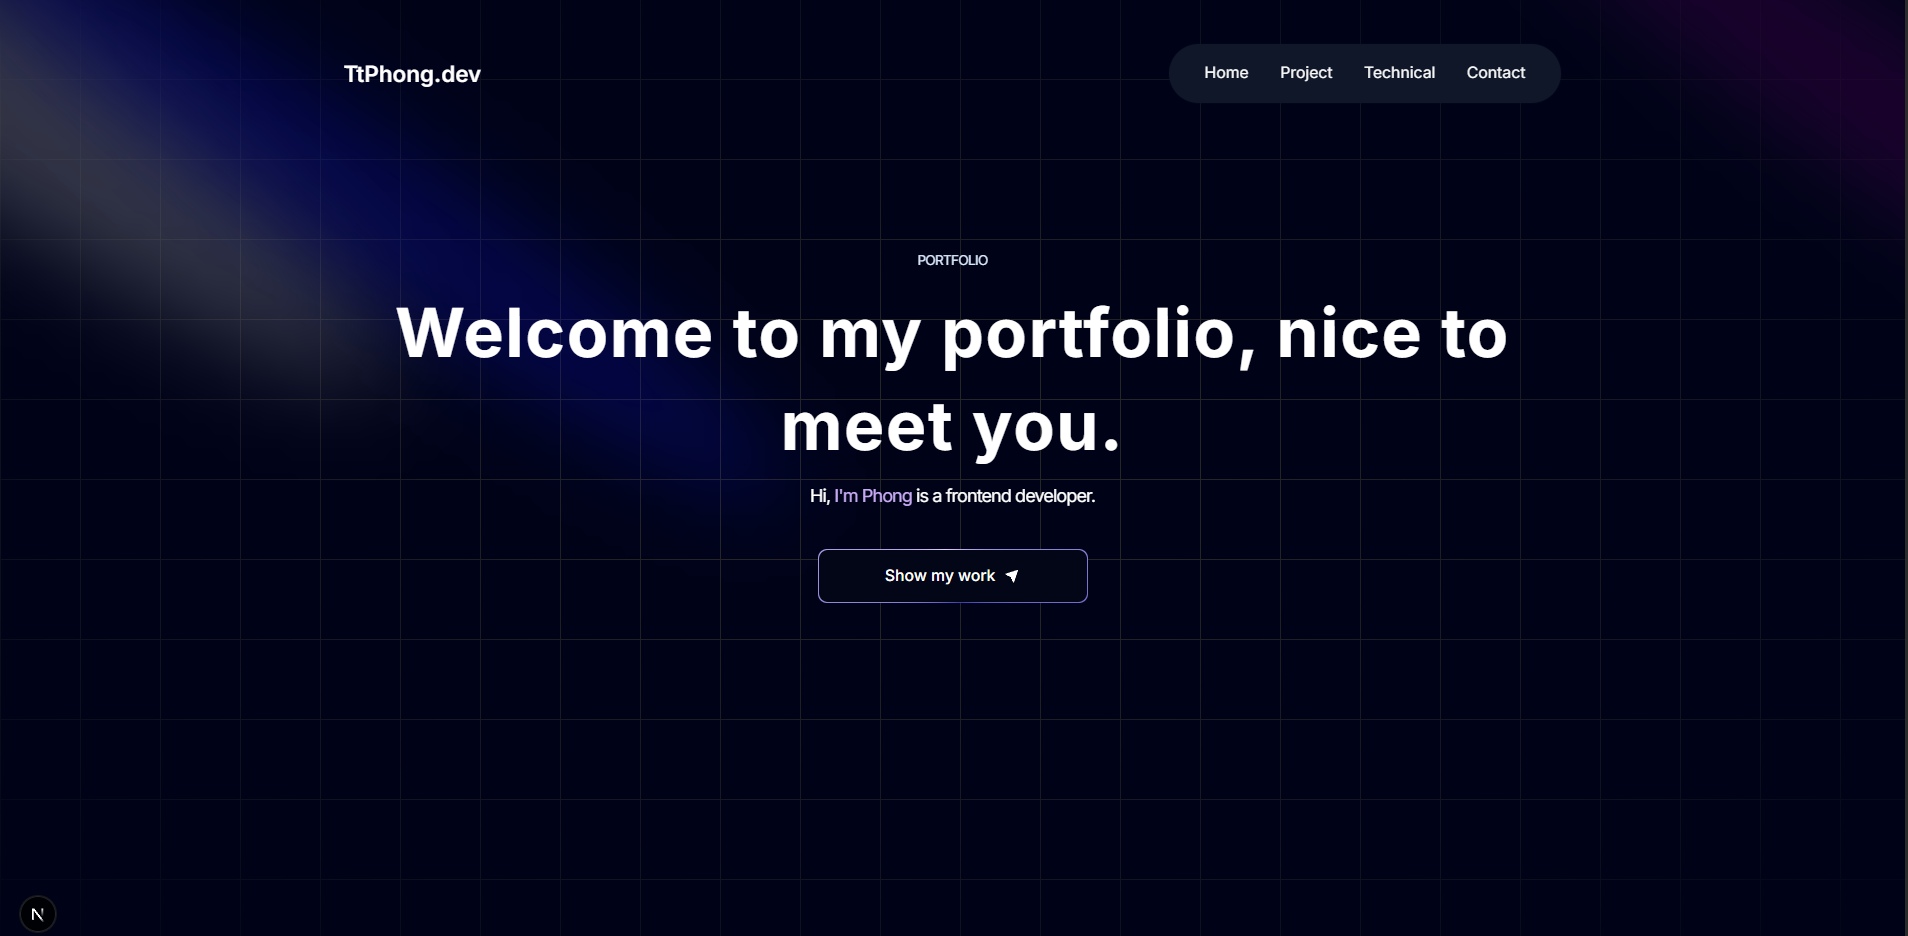 TtPhong.dev
Home Project Technical Contact
PORTFOLIO
Welcome to my portfolio, nice to
meet you.
Hi, I'm Phong is a frontend developer.
Show my work
N